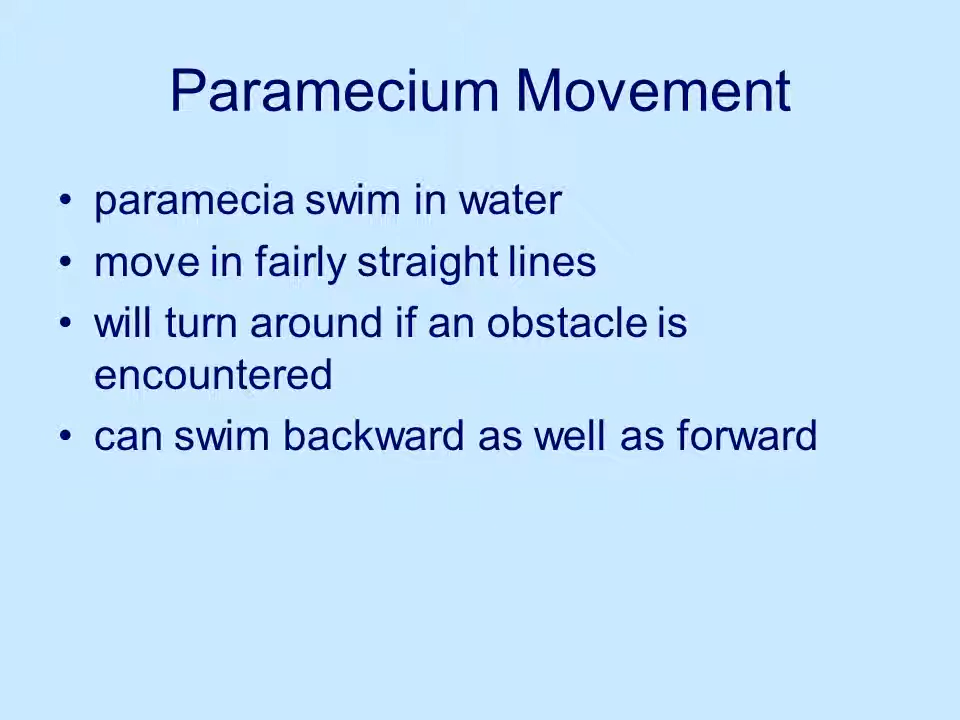 Paramecium Movement
• paramecia swim in water
• move in fairly straight lines
• will turn around if an obstacle is
encountered
• can swim backward as well as forward